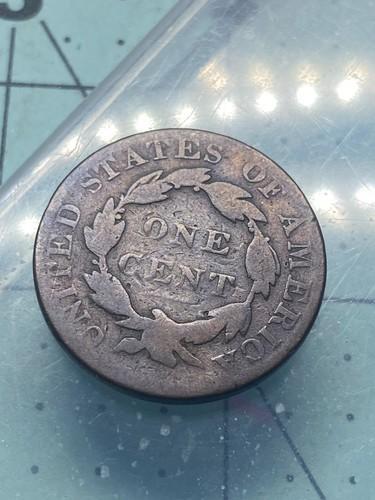 UNITED STATES OF AMERICA
ONE
CENT